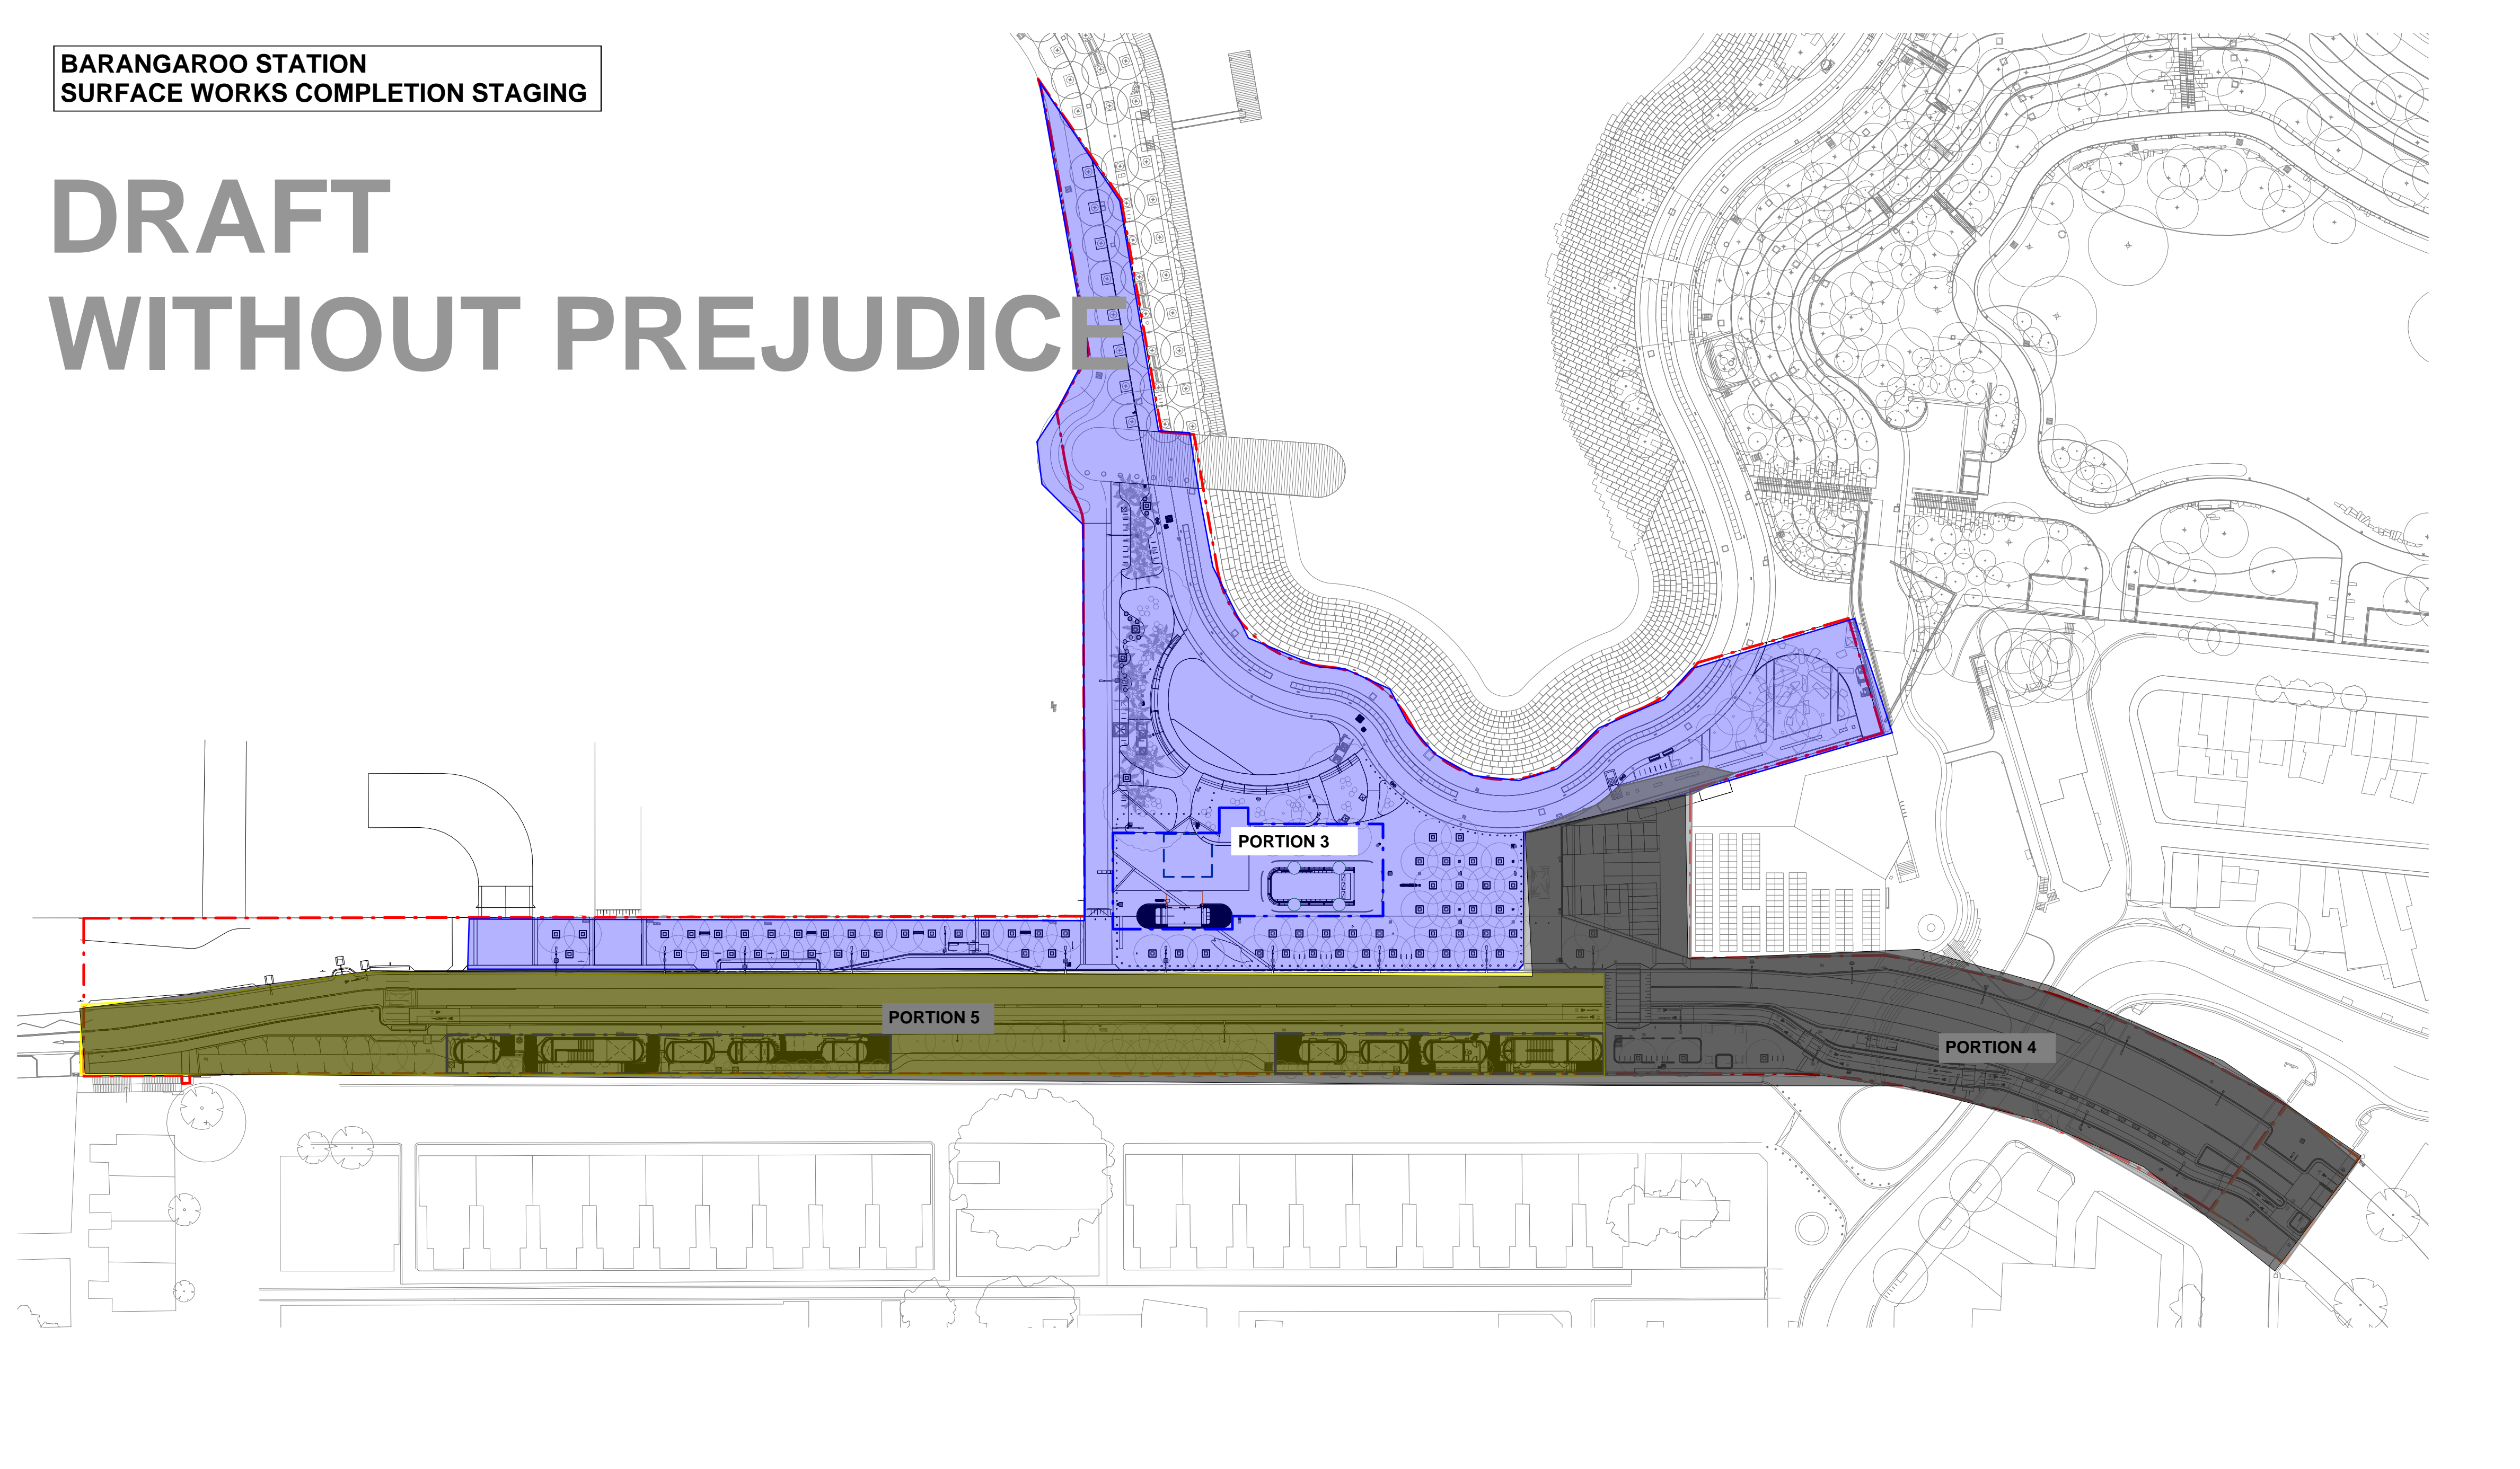 BARANGAROO STATION
SURFACE WORKS COMPLETION STAGING
DRAFT
WITHOUT PREJUDICE
PORTION 3
PORTION 5
PORTION 4